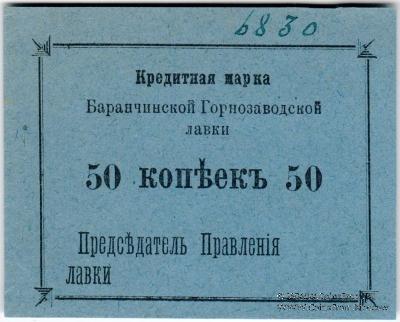 6830
Кредитная марка
Баранчинской Горнозаводской
лавки
50 копѣекъ 50
Предсѣдатель Правленія
лавки